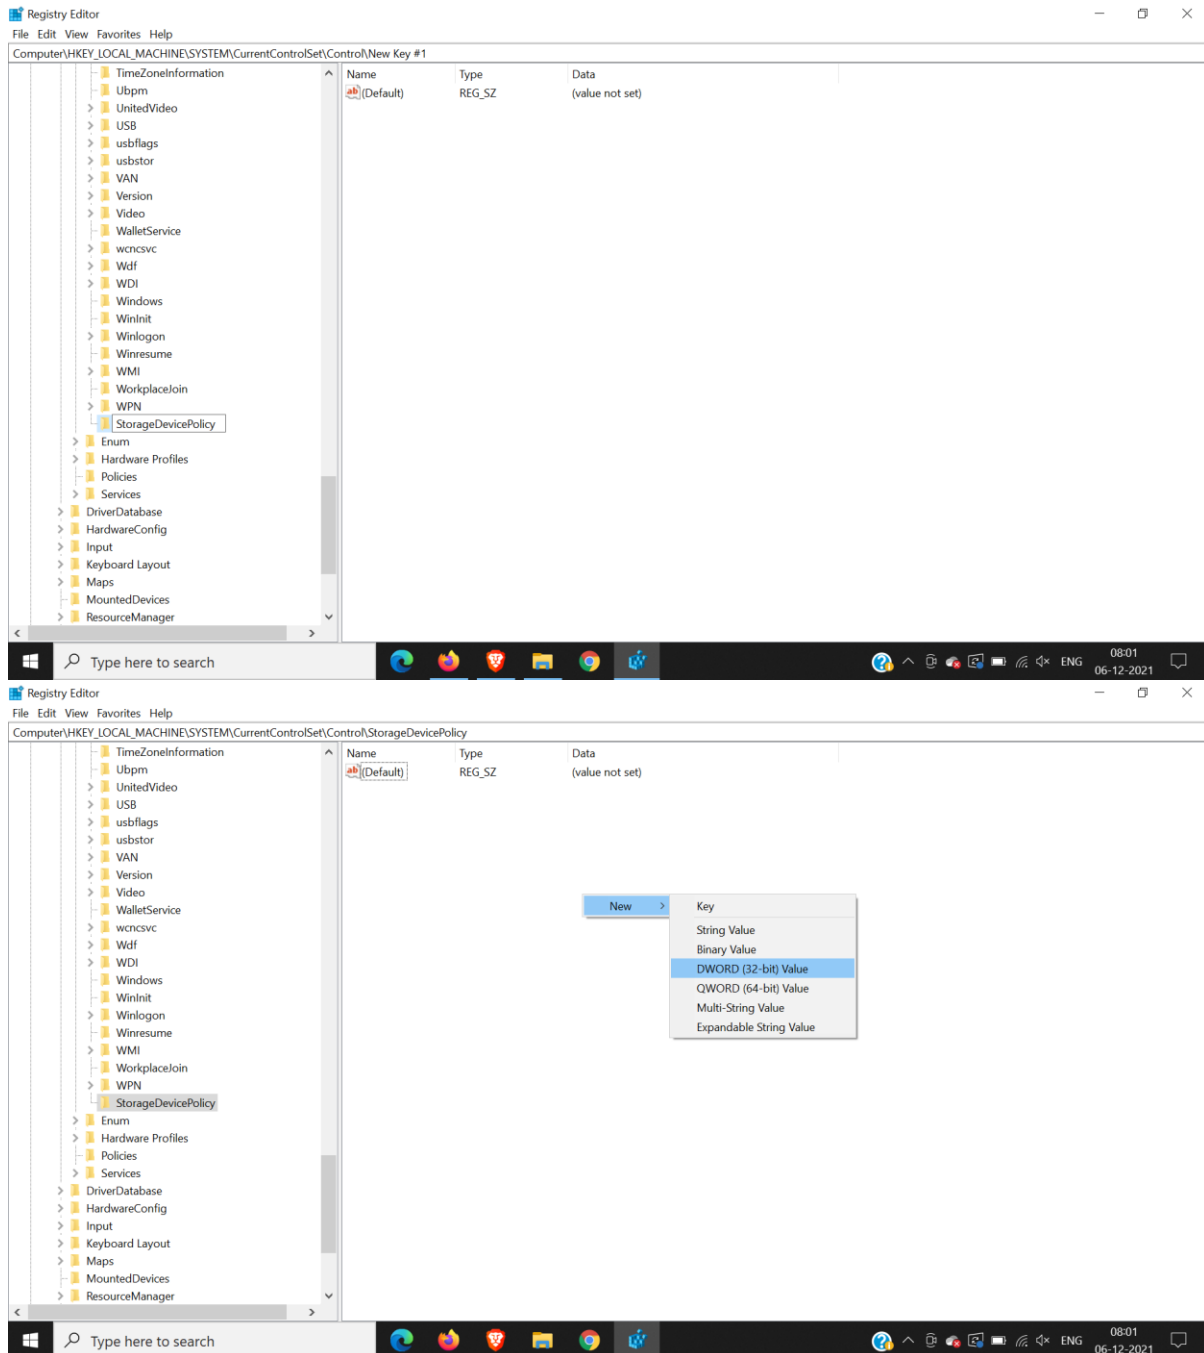 Registry Editor
File Edit View Favorites Help
Computer\HKEY_LOCAL_MACHINE\SYSTEM\CurrentControlSet\Control\New Key #1
TimeZoneInformation
Ubpm
UnitedVideo
USB
usbflags
usbstor
VAN
Version
Video
WalletService
wcncsvc
Wdf
WDI
Windows
WinInit
Winlogon
Winresume
WMI
WorkplaceJoin
WPN
StorageDevicePolicy
Enum
Hardware Profiles
Policies
Services
DriverDatabase
HardwareConfig
Input
Keyboard Layout
Maps
MountedDevices
ResourceManager
Name Type Data
ab (Default) REG_SZ (value not set)
Type here to search
ENG
08:01
06-12-2021
Registry Editor
File Edit View Favorites Help
Computer\HKEY_LOCAL_MACHINE\SYSTEM\CurrentControlSet\Control\StorageDevicePolicy
TimeZoneInformation
Ubpm
UnitedVideo
USB
usbflags
usbstor
VAN
Version
Video
WalletService
wcncsvc
Wdf
WDI
Windows
WinInit
Winlogon
Winresume
WMI
WorkplaceJoin
WPN
StorageDevicePolicy
Enum
Hardware Profiles
Policies
Services
DriverDatabase
HardwareConfig
Input
Keyboard Layout
Maps
MountedDevices
ResourceManager
Name Type Data
ab (Default) REG_SZ (value not set)
New
Key
String Value
Binary Value
DWORD (32-bit) Value
QWORD (64-bit) Value
Multi-String Value
Expandable String Value
Type here to search
ENG
08:01
06-12-2021